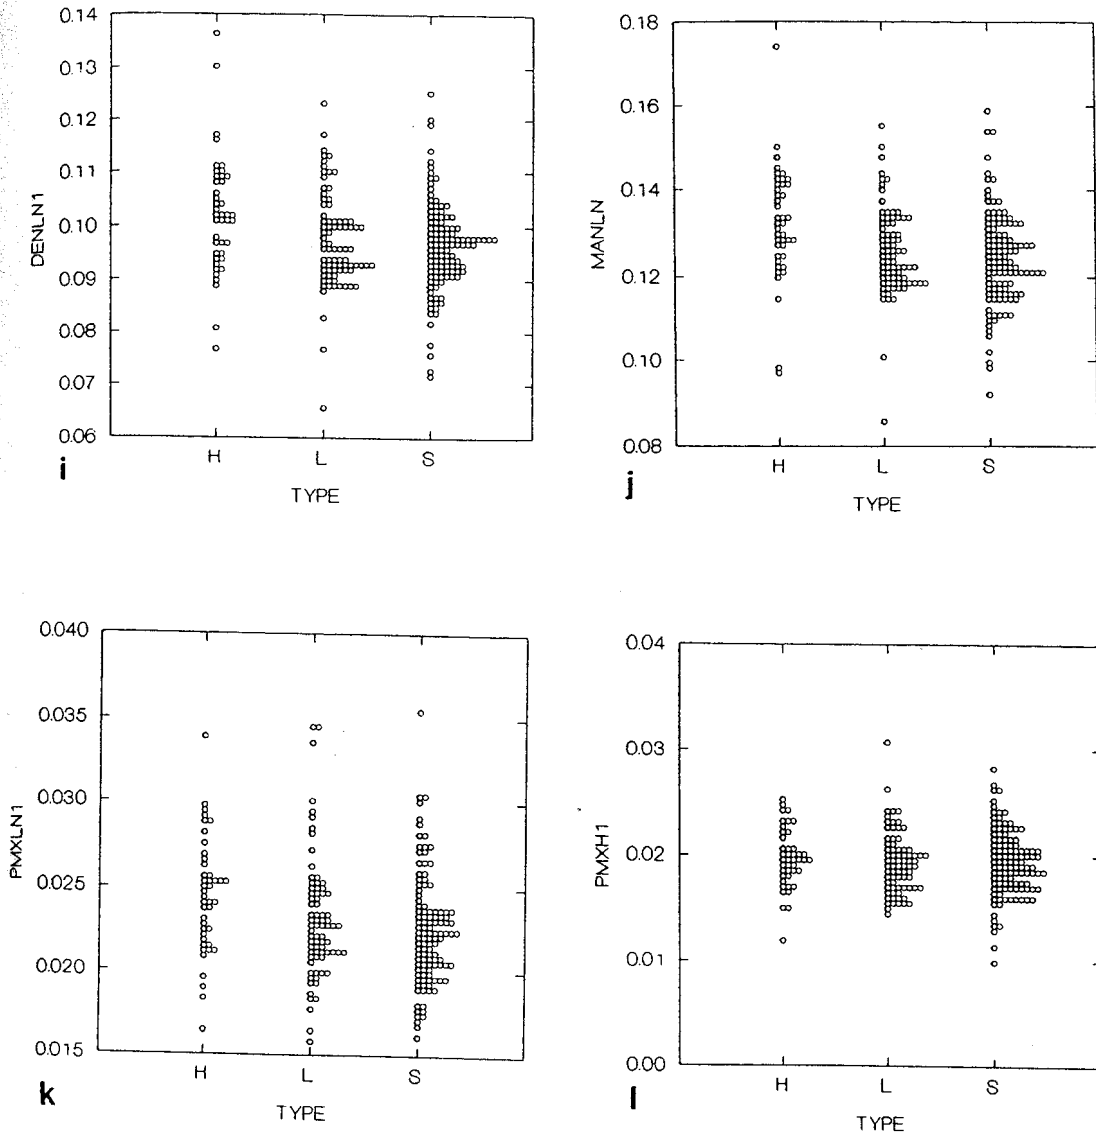 0.14
0.13
0.12
0.11
0.10
0.09
0.08
0.07
0.06
DENLN1
H L S
TYPE
i
0.18
0.16
0.14
0.12
0.10
0.08
MANLN
H L S
TYPE
j
0.040
0.035
0.030
0.025
0.020
0.015
PMXLN1
H L S
TYPE
k
0.04
0.03
0.02
0.01
0.00
PMXH1
H L S
TYPE
l